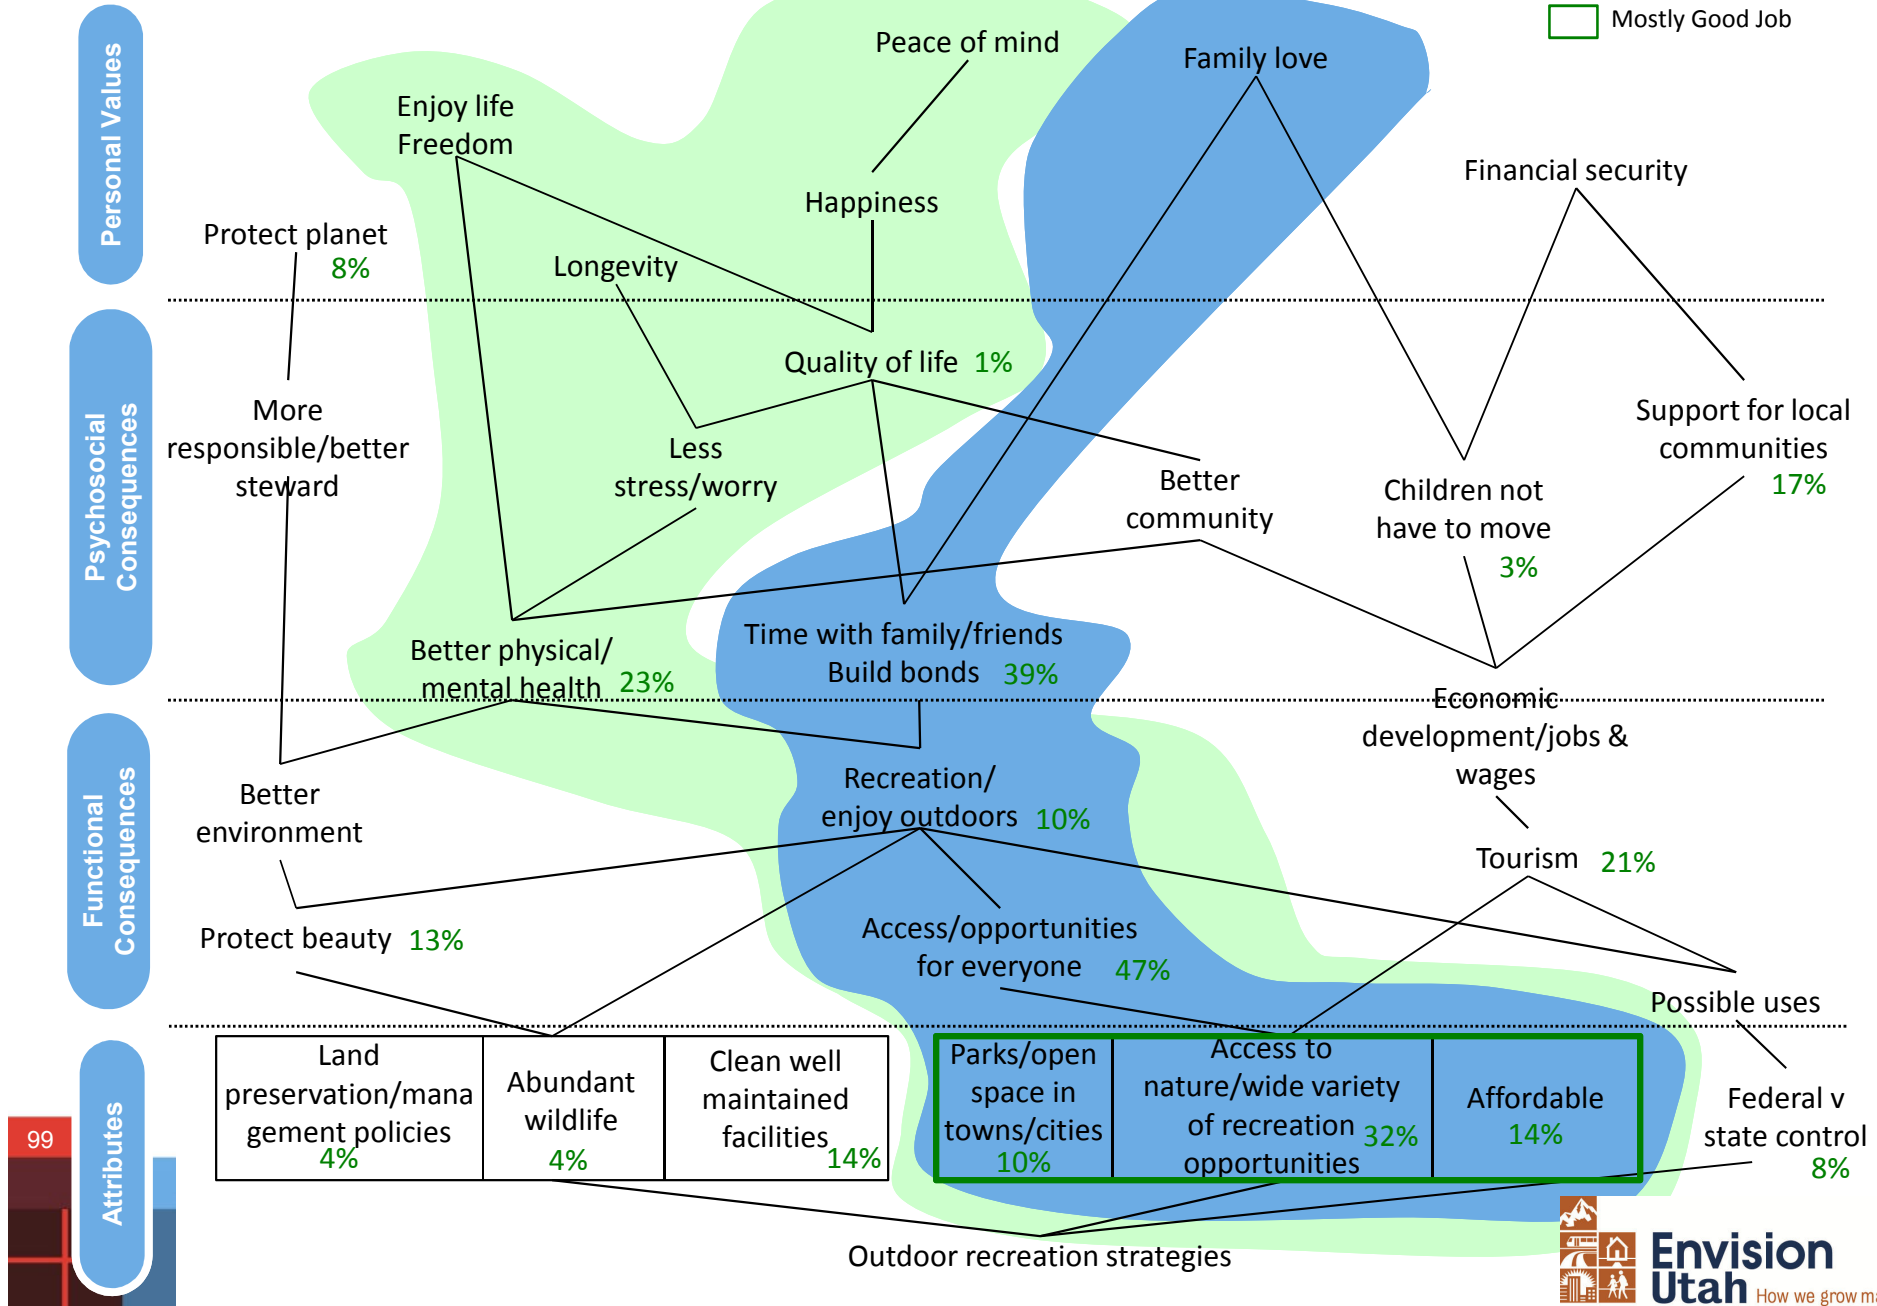 Mostly Good Job
Personal Values
Peace of mind
Family love
Enjoy life
Freedom
Financial security
Happiness
Protect planet
8%
Longevity
Psychosocial
Consequences
Quality of life 1%
More
responsible/better
steward
Less
stress/worry
Better
community
Children not
have to move
3%
Support for local
communities
17%
Better physical/
mental health 23%
Time with family/friends
Build bonds 39%
Functional
Consequences
Economic
development/jobs &
wages
Better
environment
Recreation/
enjoy outdoors 10%
Tourism 21%
Protect beauty 13%
Access/opportunities
for everyone 47%
Possible uses
Attributes
Land
preservation/mana
gement policies
4%
Abundant
wildlife
4%
Clean well
maintained
facilities
14%
Parks/open
space in
towns/cities
10%
Access to
nature/wide variety
of recreation 32%
opportunities
Affordable
14%
Federal v
state control
8%
99
Outdoor recreation strategies
Envision
Utah How we grow ma